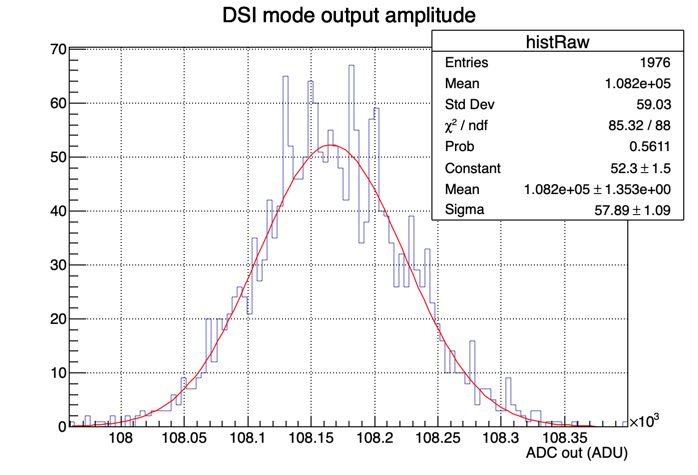 DSI mode output amplitude
histRaw
Entries 1976
Mean 1.082e+05
Std Dev 59.03
χ² / ndf 85.32 / 88
Prob 0.5611
Constant 52.3 ± 1.5
Mean 1.082e+05 ± 1.353e+00
Sigma 57.89 ± 1.09
70
60
50
40
30
20
10
0
108 108.05 108.1 108.15 108.2 108.25 108.3 108.35
×10³
ADC out (ADU)